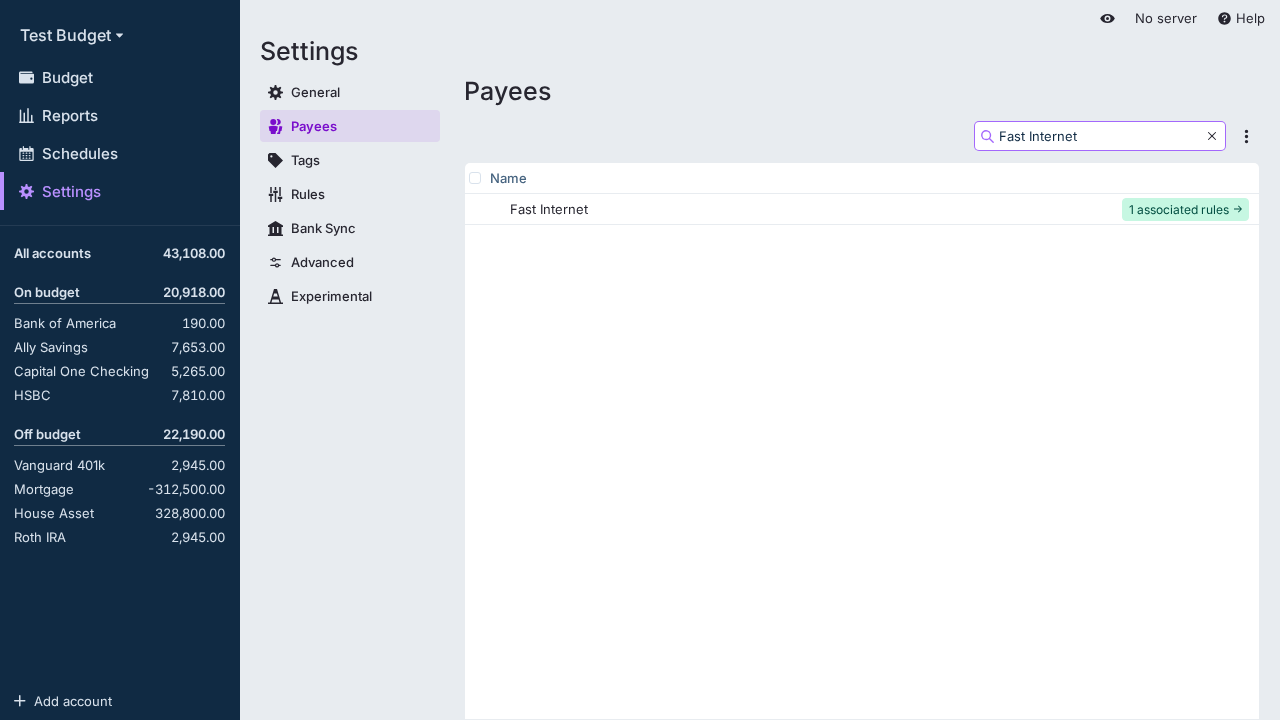 Test Budget
Budget
Reports
Schedules
Settings
All accounts 43,108.00
On budget 20,918.00
Bank of America 190.00
Ally Savings 7,653.00
Capital One Checking 5,265.00
HSBC 7,810.00
Off budget 22,190.00
Vanguard 401k 2,945.00
Mortgage -312,500.00
House Asset 328,800.00
Roth IRA 2,945.00
Add account
No server
Help
Settings
General
Payees
Tags
Rules
Bank Sync
Advanced
Experimental
Payees
Fast Internet
Name
Fast Internet 1 associated rules